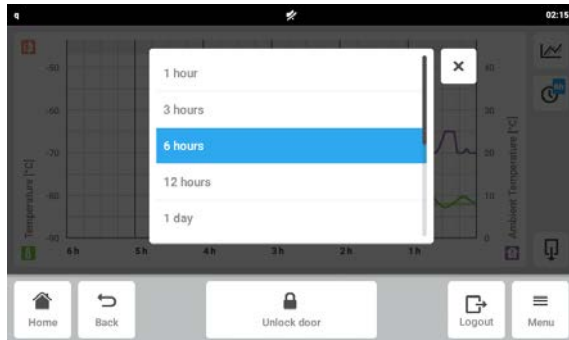 q
02:15
-50
-60
-70
-80
-90
Temperature [°C]
1 hour
3 hours
6 hours
12 hours
1 day
40
30
20
10
0
Ambient Temperature [°C]
6 h
5 h
4 h
3 h
2 h
1 h
Home
Back
Unlock door
Logout
Menu